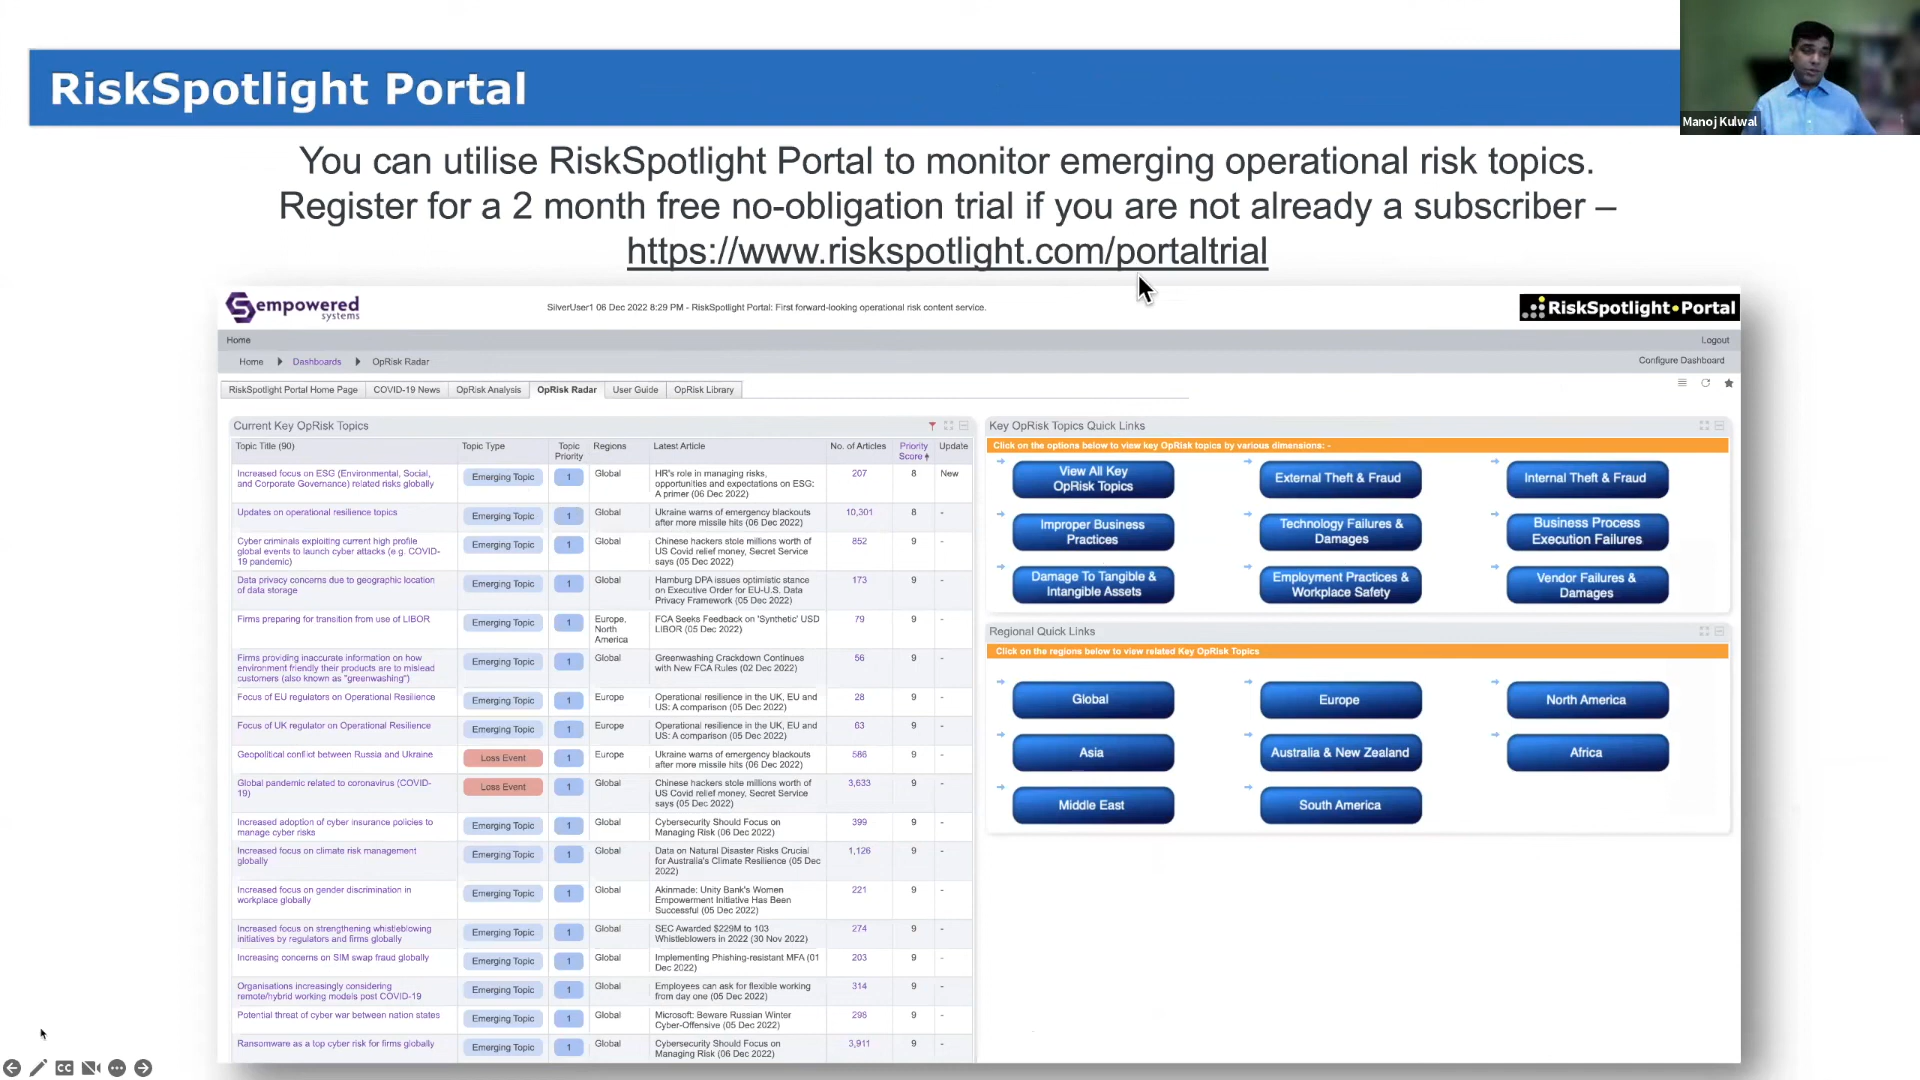 RiskSpotlight Portal
Manoj Kulwal
You can utilise RiskSpotlight Portal to monitor emerging operational risk topics.
Register for a 2 month free no-obligation trial if you are not already a subscriber –
https://www.riskspotlight.com/portaltrial
empowered
systems
SilverUser1 06 Dec 2022 8:29 PM - RiskSpotlight Portal: First forward-looking operational risk content service.
RiskSpotlight•Portal
Home
Logout
Home Dashboards OpRisk Radar
Configure Dashboard
RiskSpotlight Portal Home Page COVID-19 News OpRisk Analysis OpRisk Radar User Guide OpRisk Library
Current Key OpRisk Topics
Topic Title (90) Topic Type Topic Regions Latest Article No. of Articles Priority Update
Priority Score
Increased focus on ESG (Environmental, Social, Emerging Topic 1 Global HR's role in managing risks, 207 8 New
and Corporate Governance) related risks globally opportunities and expectations on ESG:
A primer (06 Dec 2022)
Updates on operational resilience topics Emerging Topic 1 Global Ukraine warns of emergency blackouts 10,301 8 -
after more missile hits (06 Dec 2022)
Cyber criminals exploiting current high profile Emerging Topic 1 Global Chinese hackers stole millions worth of 852 9 -
global events to launch cyber attacks (e.g. COVID- US Covid relief money, Secret Service
19 pandemic) says (05 Dec 2022)
Data privacy concerns due to geographic location Emerging Topic 1 Global Hamburg DPA issues optimistic stance 173 9 -
of data storage on Executive Order for EU-U.S. Data
Privacy Framework (05 Dec 2022)
Firms preparing for transition from use of LIBOR Emerging Topic 1 Europe, FCA Seeks Feedback on 'Synthetic' USD 79 9 -
North LIBOR (05 Dec 2022)
America
Firms providing inaccurate information on how Emerging Topic 1 Global Greenwashing Crackdown Continues 56 9 -
environment friendly their products are to mislead with New FCA Rules (02 Dec 2022)
customers (also known as "greenwashing")
Focus of EU regulators on Operational Resilience Emerging Topic 1 Europe Operational resilience in the UK, EU and 28 9 -
US: A comparison (05 Dec 2022)
Focus of UK regulator on Operational Resilience Emerging Topic 1 Europe Operational resilience in the UK, EU and 63 9 -
US: A comparison (05 Dec 2022)
Geopolitical conflict between Russia and Ukraine Loss Event 1 Europe Ukraine warns of emergency blackouts 586 9 -
after more missile hits (06 Dec 2022)
Global pandemic related to coronavirus (COVID- Loss Event 1 Global Chinese hackers stole millions worth of 3,633 9 -
19) US Covid relief money, Secret Service
says (05 Dec 2022)
Increased adoption of cyber insurance policies to Emerging Topic 1 Global Cybersecurity Should Focus on 399 9 -
manage cyber risks Managing Risk (06 Dec 2022)
Increased focus on climate risk management Emerging Topic 1 Global Data on Natural Disaster Risks Crucial 1,126 9 -
globally for Australia's Climate Resilience (05 Dec
2022)
Increased focus on gender discrimination in Emerging Topic 1 Global Akinmade: Unity Bank's Women 221 9 -
workplace globally Empowerment Initiative Has Been
Successful (05 Dec 2022)
Increased focus on strengthening whistleblowing Emerging Topic 1 Global SEC Awarded $229M to 103 274 9 -
initiatives by regulators and firms globally Whistleblowers in 2022 (30 Nov 2022)
Increasing concerns on SIM swap fraud globally Emerging Topic 1 Global Implementing Phishing-resistant MFA (01 203 9 -
Dec 2022)
Organisations increasingly considering Emerging Topic 1 Global Employees can ask for flexible working 314 9 -
remote/hybrid working models post COVID-19 from day one (05 Dec 2022)
Potential threat of cyber war between nation states Emerging Topic 1 Global Microsoft: Beware Russian Winter 298 9 -
Cyber-Offensive (05 Dec 2022)
Ransomware as a top cyber risk for firms globally Emerging Topic 1 Global Cybersecurity Should Focus on 3,911 9 -
Managing Risk (06 Dec 2022)
Key OpRisk Topics Quick Links
Click on the options below to view key OpRisk topics by various dimensions: -
View All Key
OpRisk Topics
External Theft & Fraud
Internal Theft & Fraud
Improper Business
Practices
Technology Failures &
Damages
Business Process
Execution Failures
Damage To Tangible &
Intangible Assets
Employment Practices &
Workplace Safety
Vendor Failures &
Damages
Regional Quick Links
Click on the regions below to view related Key OpRisk Topics
Global Europe North America
Asia Australia & New Zealand Africa
Middle East South America
CC